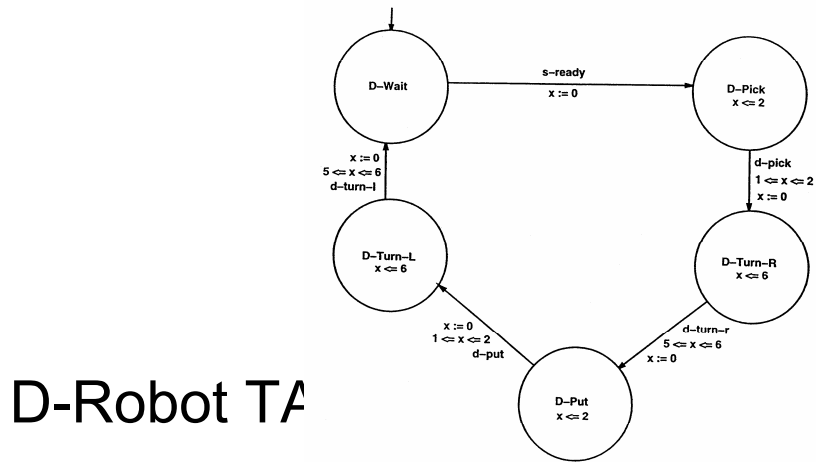 D–Wait
s–ready
x := 0
D–Pick
x <= 2
x := 0
5 <= x <= 6
d–turn–l
d–pick
1 <= x <= 2
x := 0
D–Turn–L
x <= 6
D–Turn–R
x <= 6
x := 0
1 <= x <= 2
d–put
d–turn–r
5 <= x <= 6
x := 0
D–Put
x <= 2
D-Robot TA